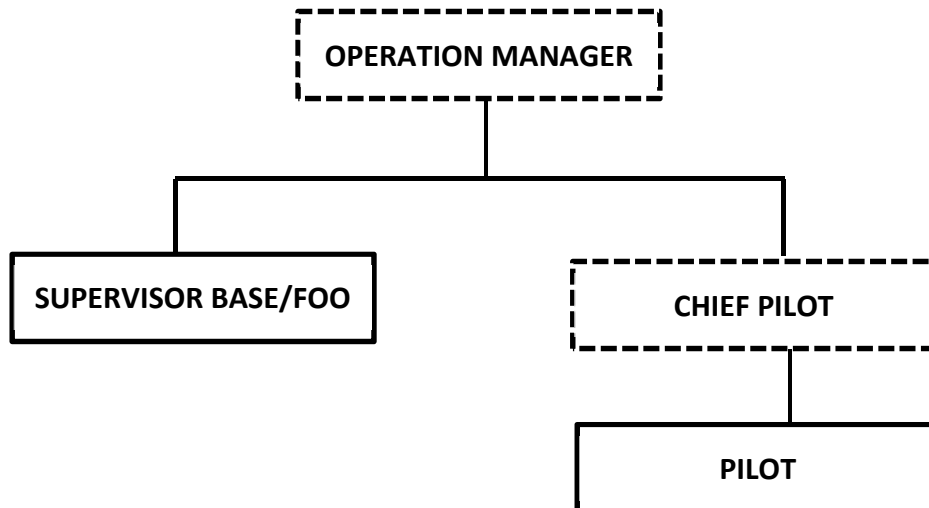 OPERATION MANAGER
SUPERVISOR BASE/FOO
CHIEF PILOT
PILOT